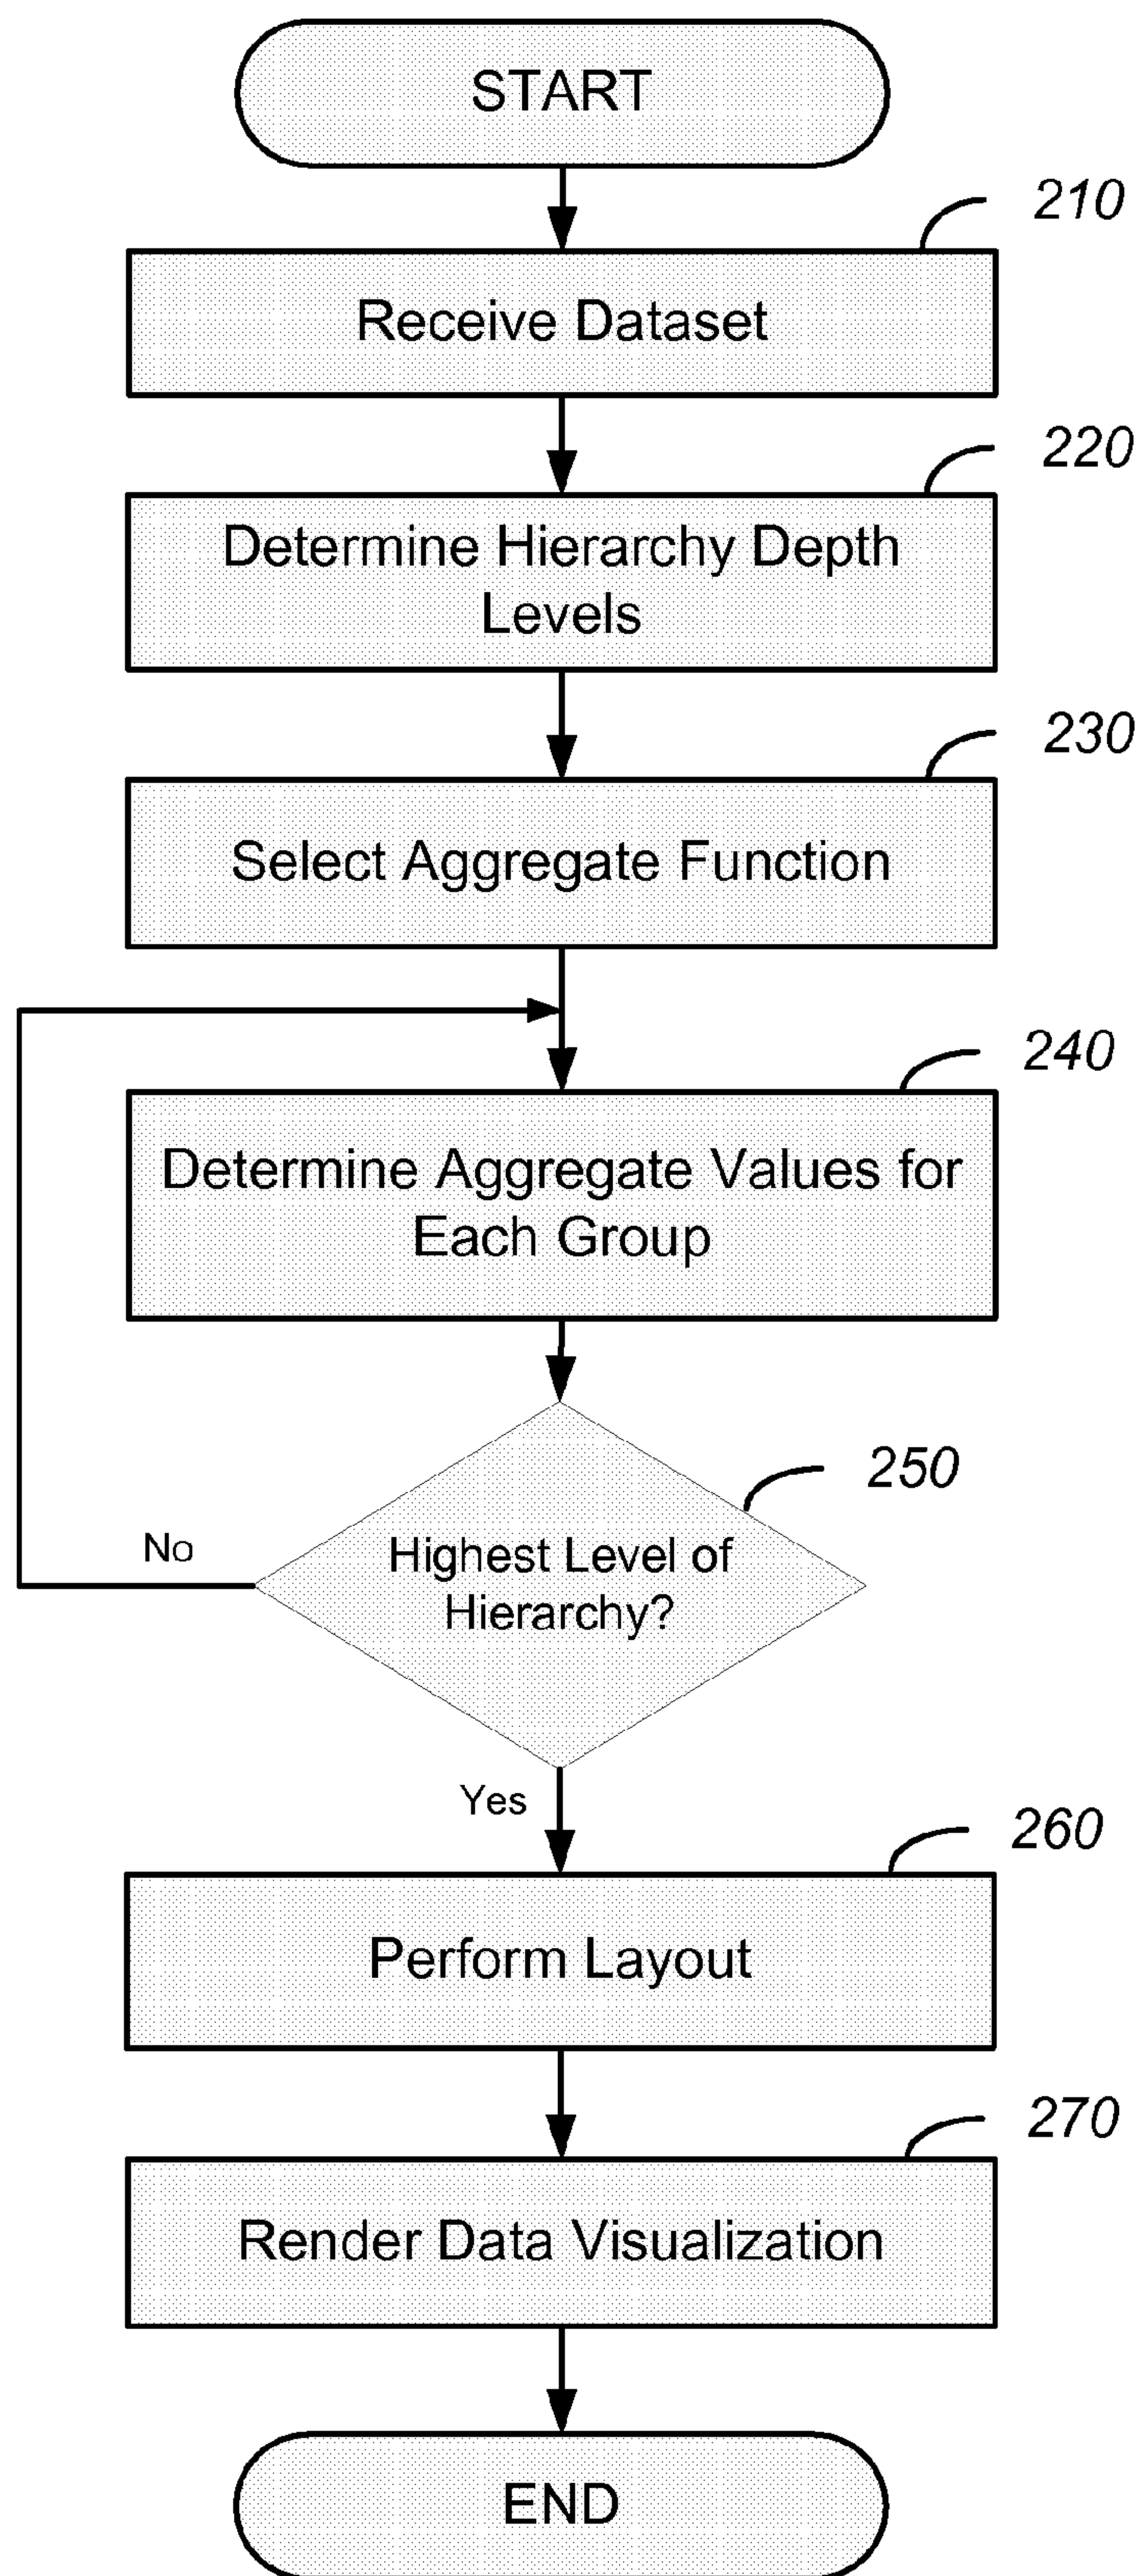 START
210
Receive Dataset
220
Determine Hierarchy Depth
Levels
230
Select Aggregate Function
240
Determine Aggregate Values for
Each Group
250
No
Highest Level of
Hierarchy?
Yes
260
Perform Layout
270
Render Data Visualization
END